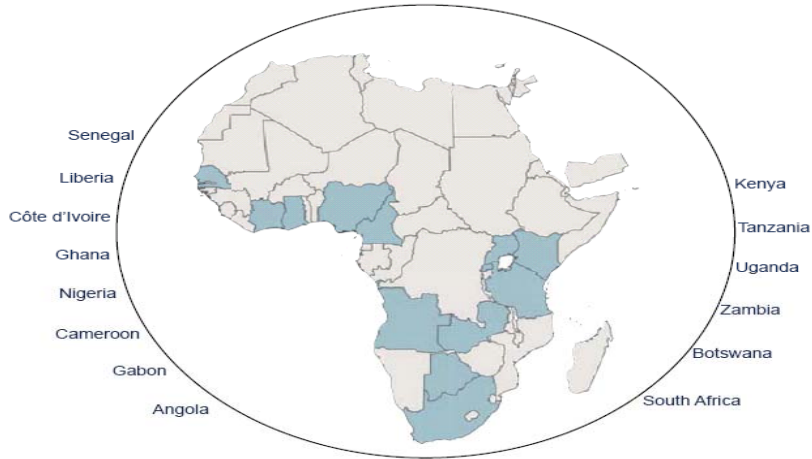 Senegal
Liberia
Côte d'Ivoire
Ghana
Nigeria
Cameroon
Gabon
Angola
Kenya
Tanzania
Uganda
Zambia
Botswana
South Africa